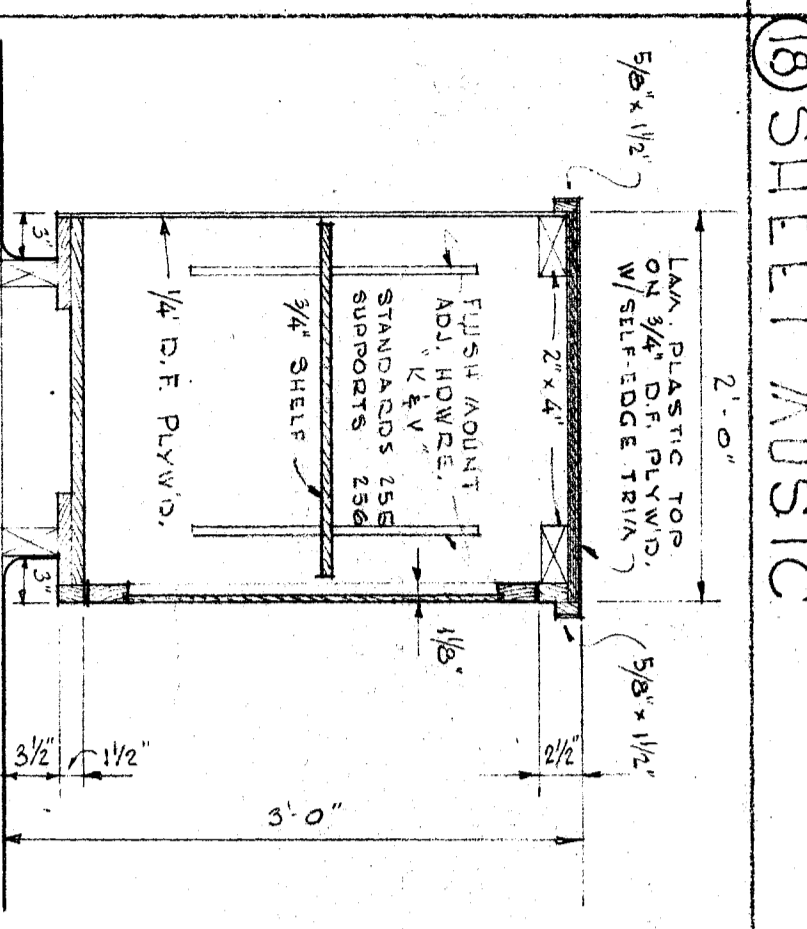 18 SHEET MUSIC
2'-0"
5/8" x 1 1/2"
LAM. PLASTIC TOP
ON 3/4" D.F. PLYW'D.
W/SELF-EDGE TRIM
5/8" x 1 1/2"
2" x 4"
FLUSH MOUNT
ADJ. HDWRE.
"K & V"
STANDARDS 255
SUPPORTS 256
3/4" SHELF
1/4" D.F. PLYW'D.
1 1/8"
3"
3"
2 1/2"
1 1/2"
3 1/2"
3'-0"